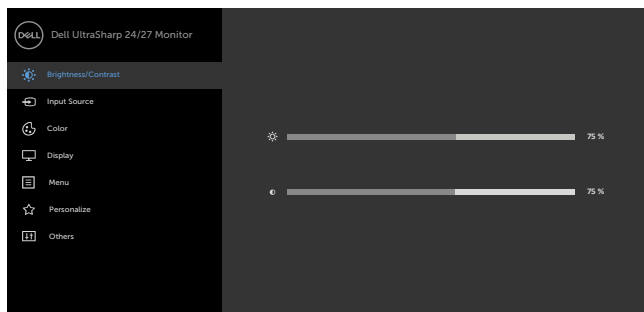 DELL
Dell UltraSharp 24/27 Monitor
Brightness/Contrast
Input Source
Color
Display
Menu
Personalize
Others
75 %
75 %